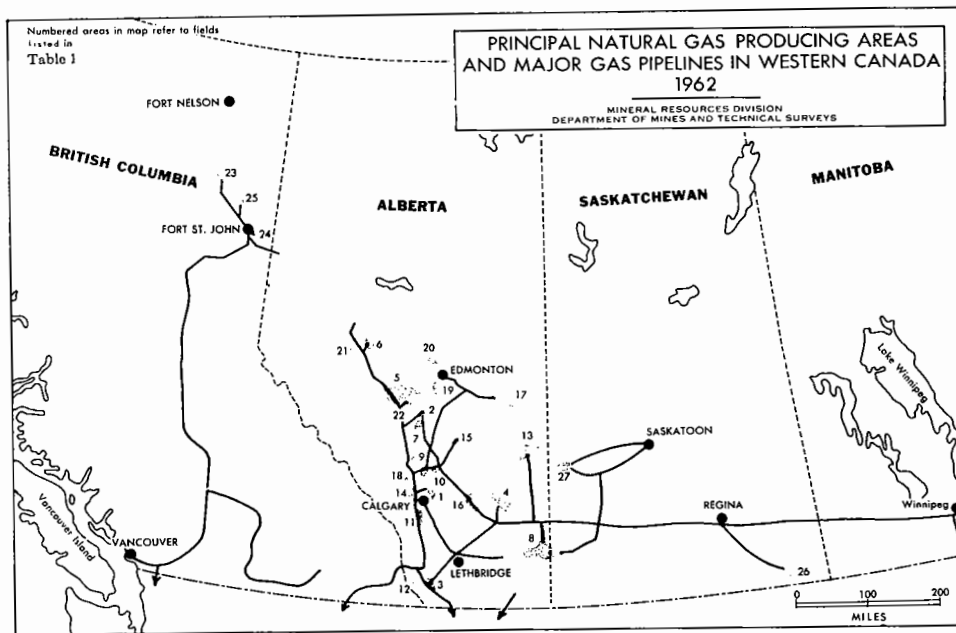 Numbered areas in map refer to fields
listed in
Table 1
PRINCIPAL NATURAL GAS PRODUCING AREAS
AND MAJOR GAS PIPELINES IN WESTERN CANADA
1962
MINERAL RESOURCES DIVISION
DEPARTMENT OF MINES AND TECHNICAL SURVEYS
FORT NELSON
BRITISH COLUMBIA
ALBERTA
SASKATCHEWAN
MANITOBA
23
25
FORT ST. JOHN
24
21
6
20
EDMONTON
5
19
17
22
2
7
15
13
SASKATOON
9
18
10
27
14
1
4
CALGARY
16
11
REGINA
Winnipeg
Lake Winnipeg
8
VANCOUVER
Vancouver Island
LETHBRIDGE
12
3
26
0 100 200
MILES